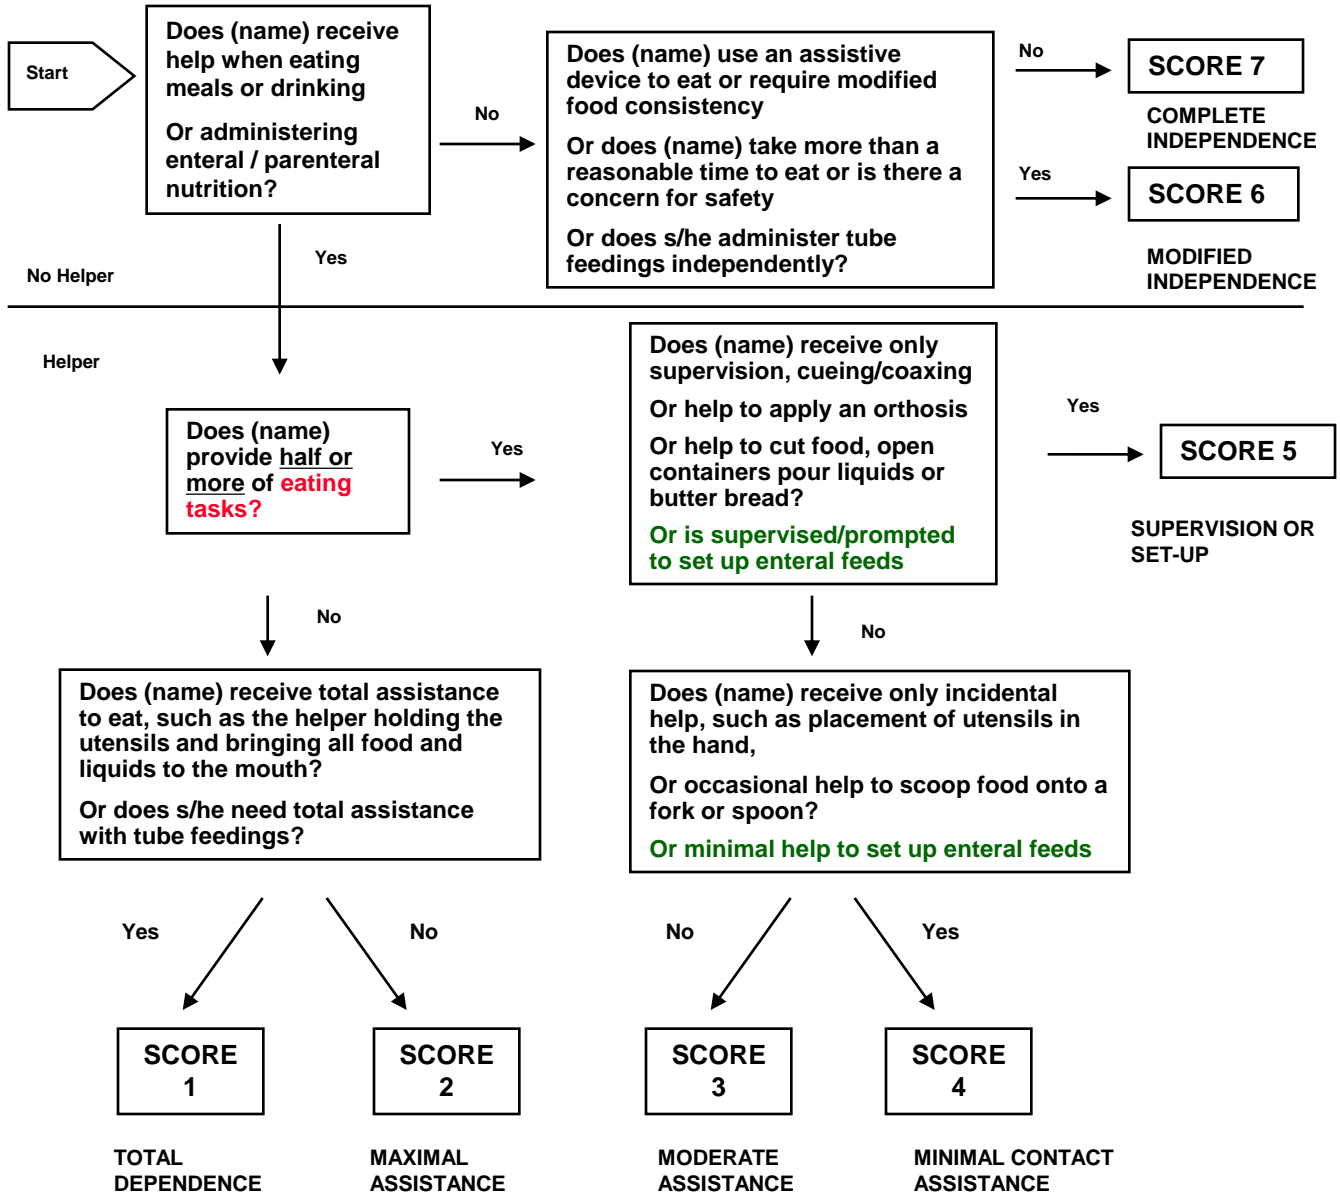 Start
Does (name) receive
help when eating
meals or drinking
Or administering
enteral / parenteral
nutrition?
No
Does (name) use an assistive
device to eat or require modified
food consistency
Or does (name) take more than a
reasonable time to eat or is there a
concern for safety
Or does s/he administer tube
feedings independently?
No
SCORE 7
COMPLETE
INDEPENDENCE
Yes
SCORE 6
MODIFIED
INDEPENDENCE
Yes
No Helper
Helper
Does (name)
provide half or
more of eating
tasks?
Yes
Does (name) receive only
supervision, cueing/coaxing
Or help to apply an orthosis
Or help to cut food, open
containers pour liquids or
butter bread?
Or is supervised/prompted
to set up enteral feeds
Yes
SCORE 5
SUPERVISION OR
SET-UP
No
No
Does (name) receive total assistance
to eat, such as the helper holding the
utensils and bringing all food and
liquids to the mouth?
Or does s/he need total assistance
with tube feedings?
Does (name) receive only incidental
help, such as placement of utensils in
the hand,
Or occasional help to scoop food onto a
fork or spoon?
Or minimal help to set up enteral feeds
Yes
No
No
Yes
SCORE
1
SCORE
2
SCORE
3
SCORE
4
TOTAL
DEPENDENCE
MAXIMAL
ASSISTANCE
MODERATE
ASSISTANCE
MINIMAL CONTACT
ASSISTANCE